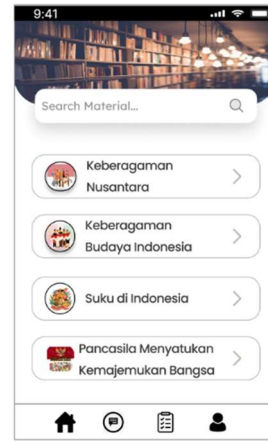 9:41
Search Material...
Keberagaman
Nusantara
Keberagaman
Budaya Indonesia
Suku di Indonesia
Pancasila Menyatukan
Kemajemukan Bangsa